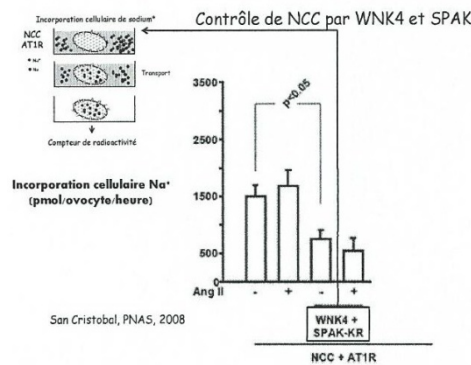 Contrôle de NCC par WNK4 et SPAK
Incorporation cellulaire de sodium*
NCC
AT1R
Transport
Compteur de radioactivité
Incorporation cellulaire Na⁺
(pmol/ovocyte/heure)
3500
2500
1500
500
0
p<0.05
Ang II - + - +
WNK4 +
SPAK-KR
NCC + AT1R
San Cristobal, PNAS, 2008